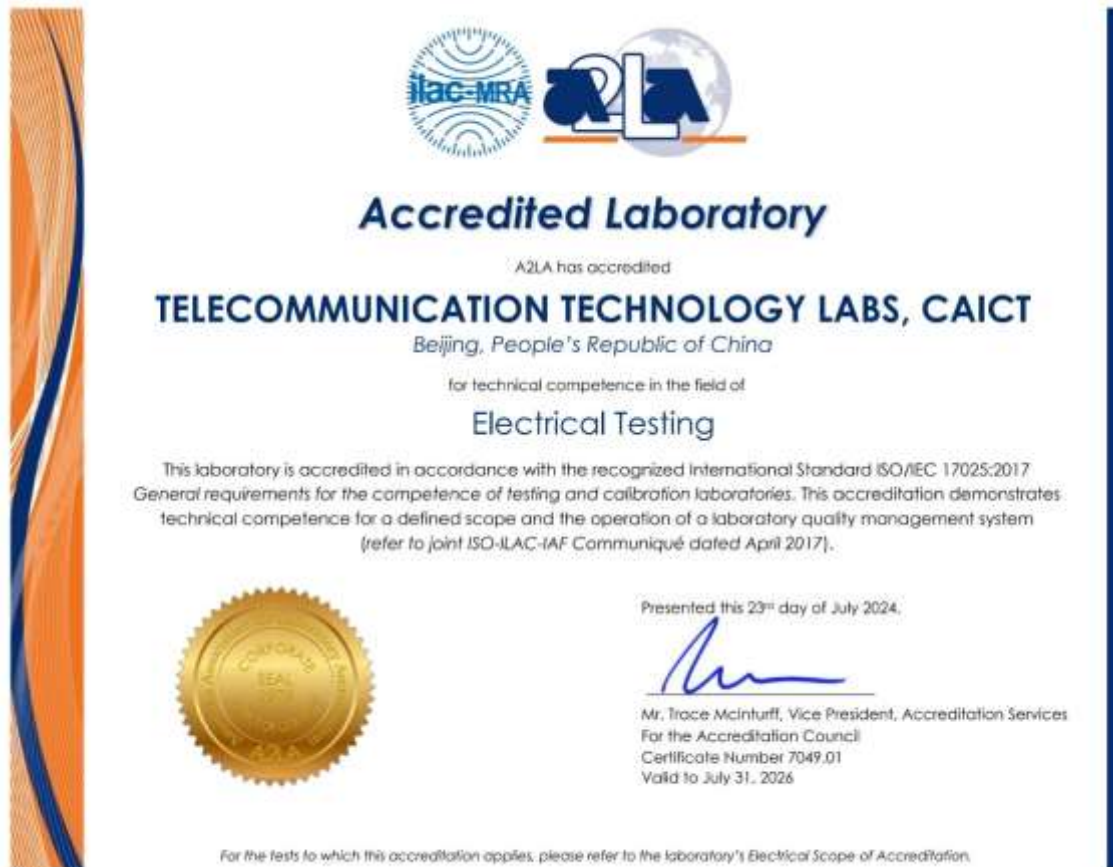 ilac-MRA
A2LA
Accredited Laboratory
A2LA has accredited
TELECOMMUNICATION TECHNOLOGY LABS, CAICT
Beijing, People's Republic of China
for technical competence in the field of
Electrical Testing
This laboratory is accredited in accordance with the recognized International Standard ISO/IEC 17025:2017
General requirements for the competence of testing and calibration laboratories. This accreditation demonstrates
technical competence for a defined scope and the operation of a laboratory quality management system
(refer to joint ISO-ILAC-IAF Communiqué dated April 2017).
Presented this 23rd day of July 2024.
Mr. Trace McInturff, Vice President, Accreditation Services
For the Accreditation Council
Certificate Number 7049.01
Valid to July 31, 2026
CORPORATE
SEAL
A2LA
For the tests to which this accreditation applies, please refer to the laboratory's Electrical Scope of Accreditation.